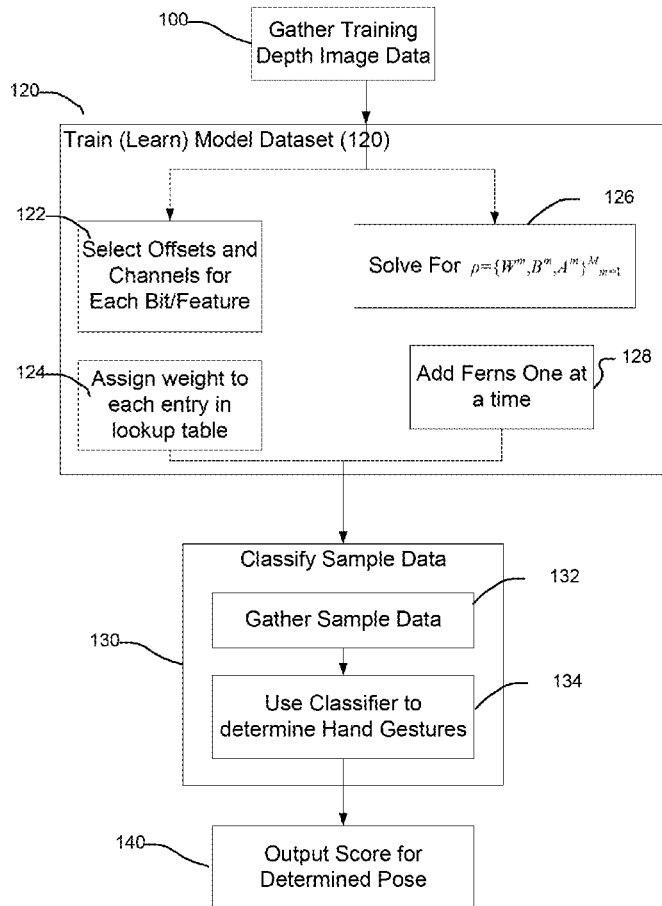 100
Gather Training
Depth Image Data
120
Train (Learn) Model Dataset (120)
122
Select Offsets and
Channels for
Each Bit/Feature
126
Solve For ρ={W^m,B^m,A^m}^M_{m=1}
124
Assign weight to
each entry in
lookup table
128
Add Ferns One at
a time
130
Classify Sample Data
132
Gather Sample Data
134
Use Classifier to
determine Hand Gestures
140
Output Score for
Determined Pose